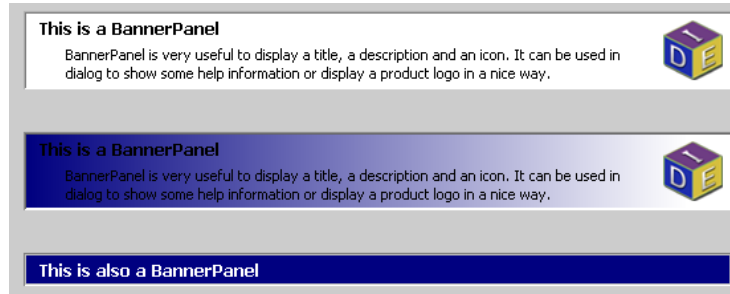 This is a BannerPanel
BannerPanel is very useful to display a title, a description and an icon. It can be used in
dialog to show some help information or display a product logo in a nice way.
I
D E
This is a BannerPanel
BannerPanel is very useful to display a title, a description and an icon. It can be used in
dialog to show some help information or display a product logo in a nice way.
I
D E
This is also a BannerPanel